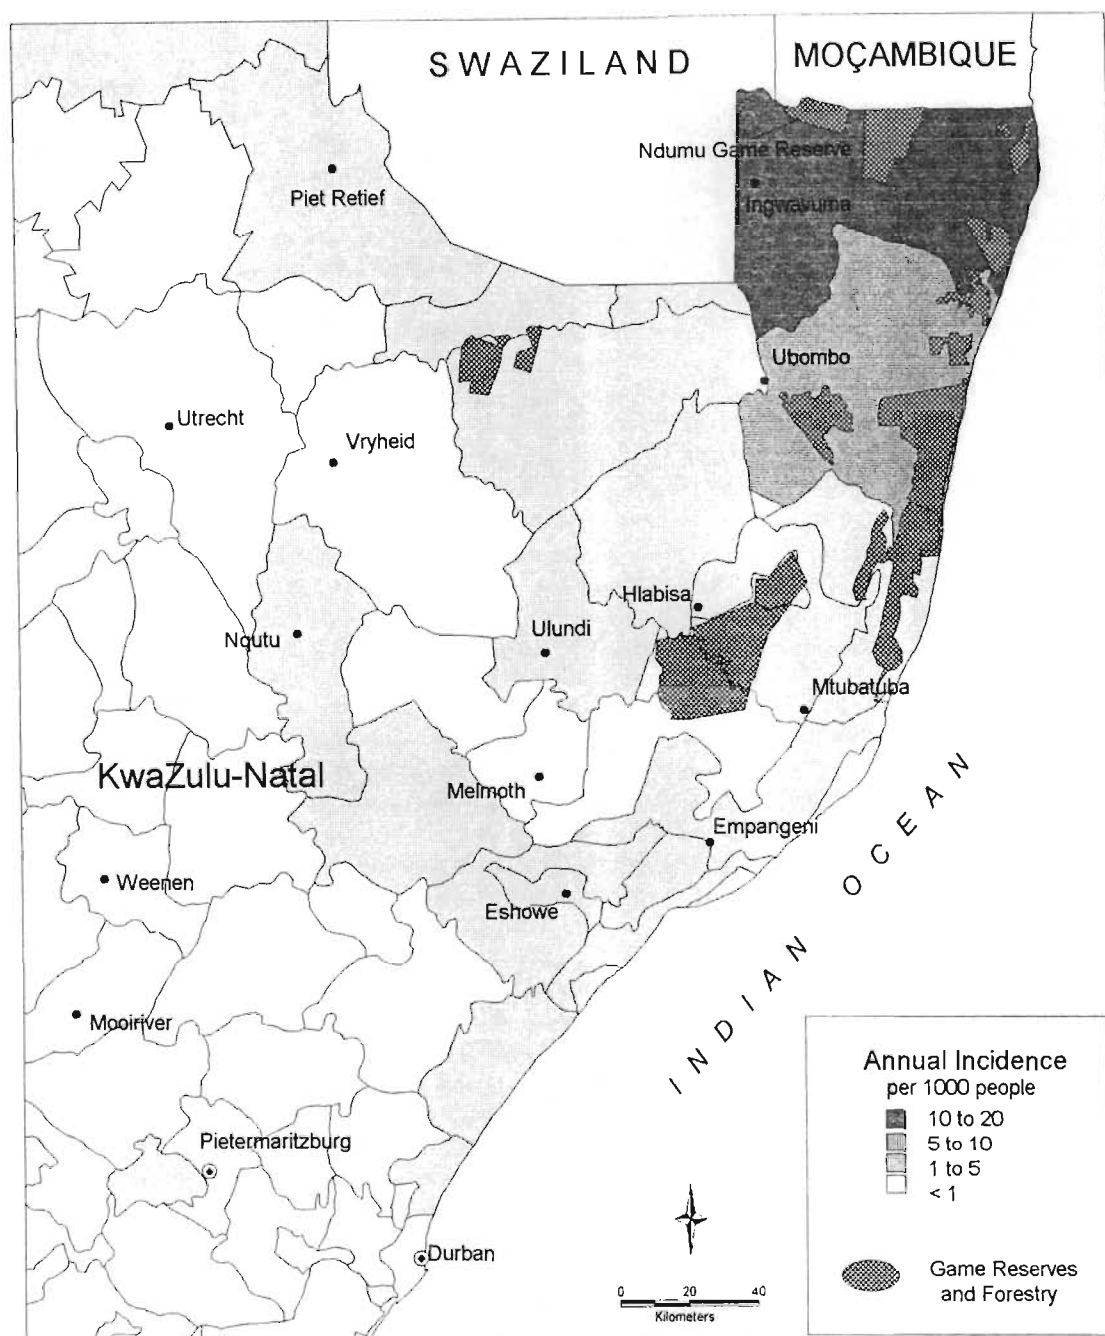 SWAZILAND
MOÇAMBIQUE
Ndumu Game Reserve
Ingwavuma
Piet Retief
Ubombo
Utrecht
Vryheid
Hlabisa
Nqutu
Ulundi
Mtubatuba
KwaZulu-Natal
Melmoth
Empangeni
Weenen
Eshowe
INDIAN OCEAN
Mooiriver
Pietermaritzburg
Durban
Annual Incidence
per 1000 people
10 to 20
5 to 10
1 to 5
< 1
Game Reserves
and Forestry
0 20 40
Kilometers